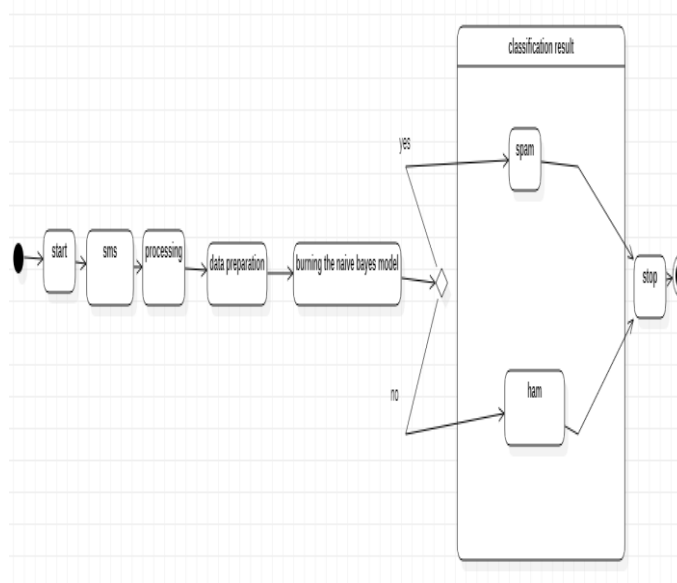 classification result
yes
spam
start
sms
processing
data preparation
burning the naive bayes model
stop
no
ham